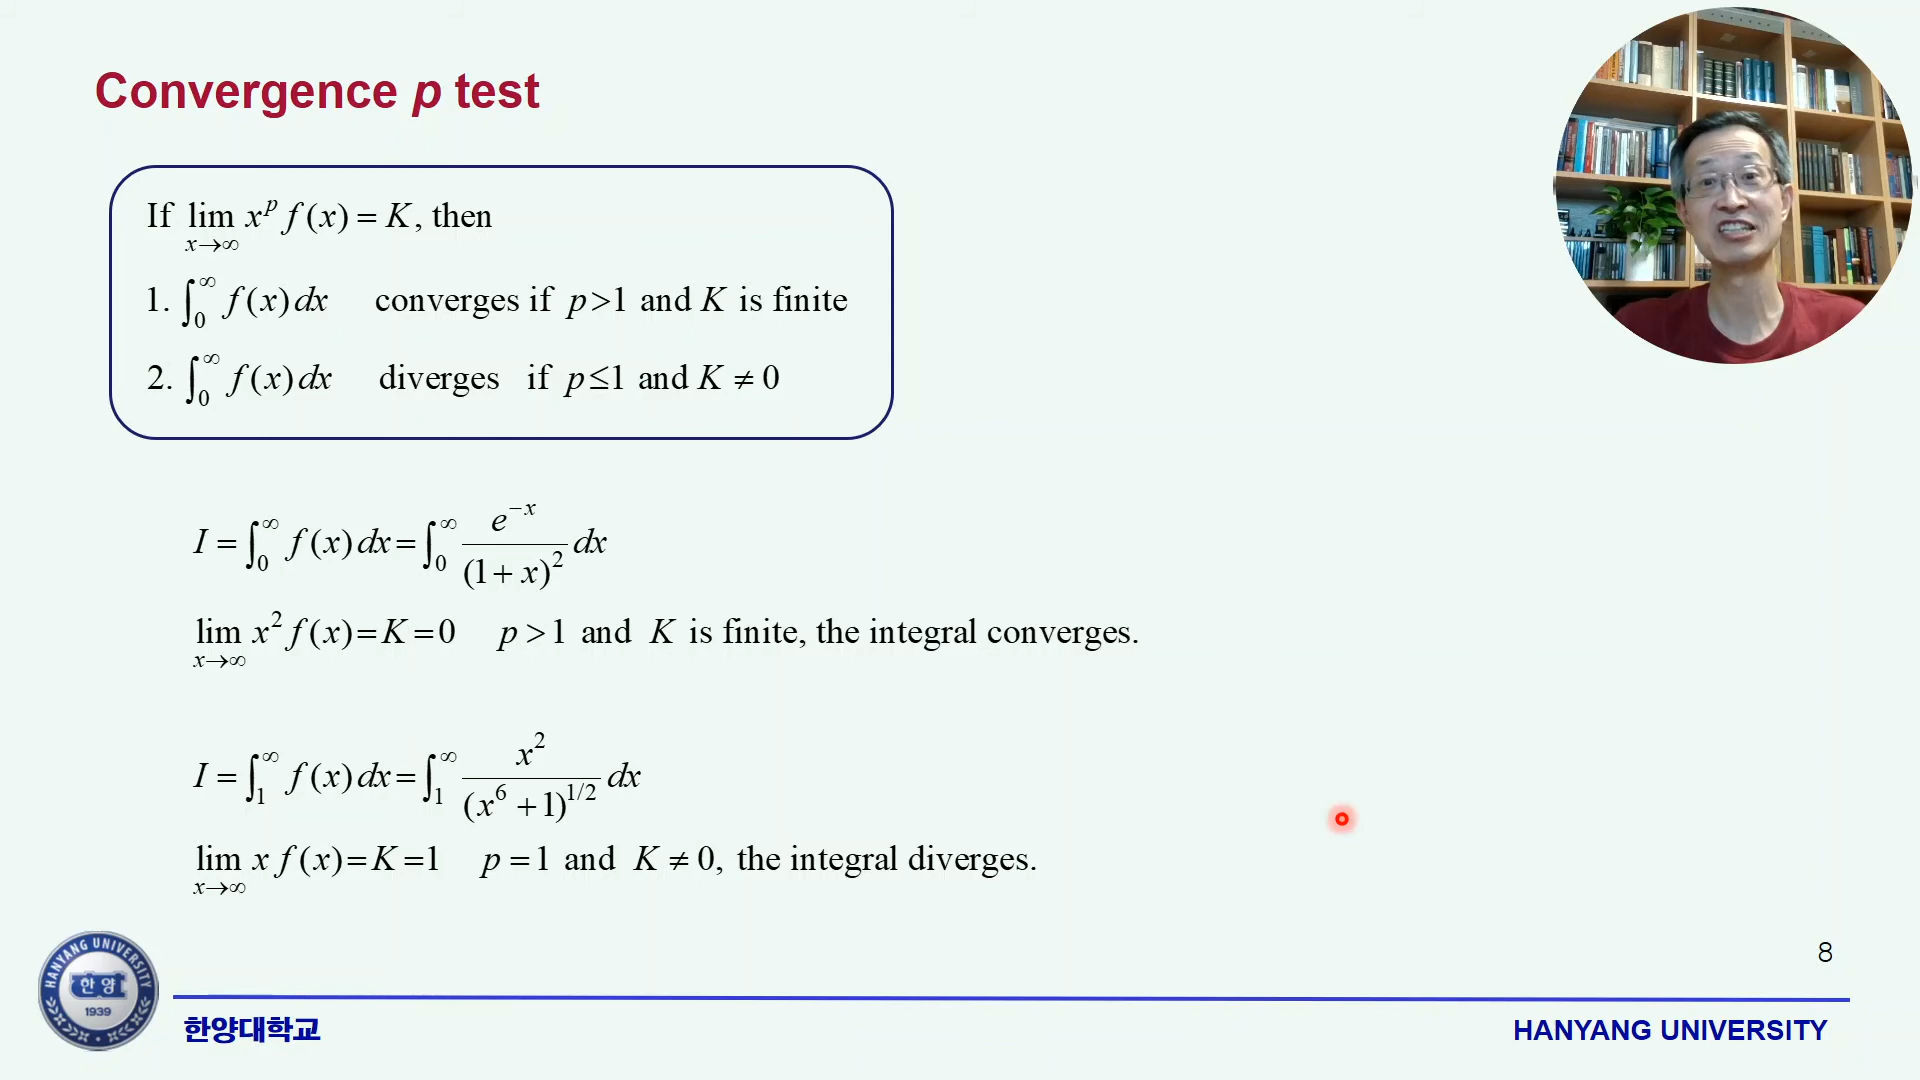 Convergence p test
If lim x→∞ x^p f(x) = K, then
1. ∫_0^∞ f(x)dx converges if p>1 and K is finite
2. ∫_0^∞ f(x)dx diverges if p≤1 and K ≠ 0
I = ∫_0^∞ f(x)dx = ∫_0^∞ e^{-x}/(1+x)^2 dx
lim x→∞ x^2 f(x) = K = 0 p > 1 and K is finite, the integral converges.
I = ∫_1^∞ f(x)dx = ∫_1^∞ x^2/(x^6+1)^{1/2} dx
lim x→∞ x f(x) = K = 1 p = 1 and K ≠ 0, the integral diverges.
8
HANYANG UNIVERSITY
한양
1939
한양대학교
HANYANG UNIVERSITY